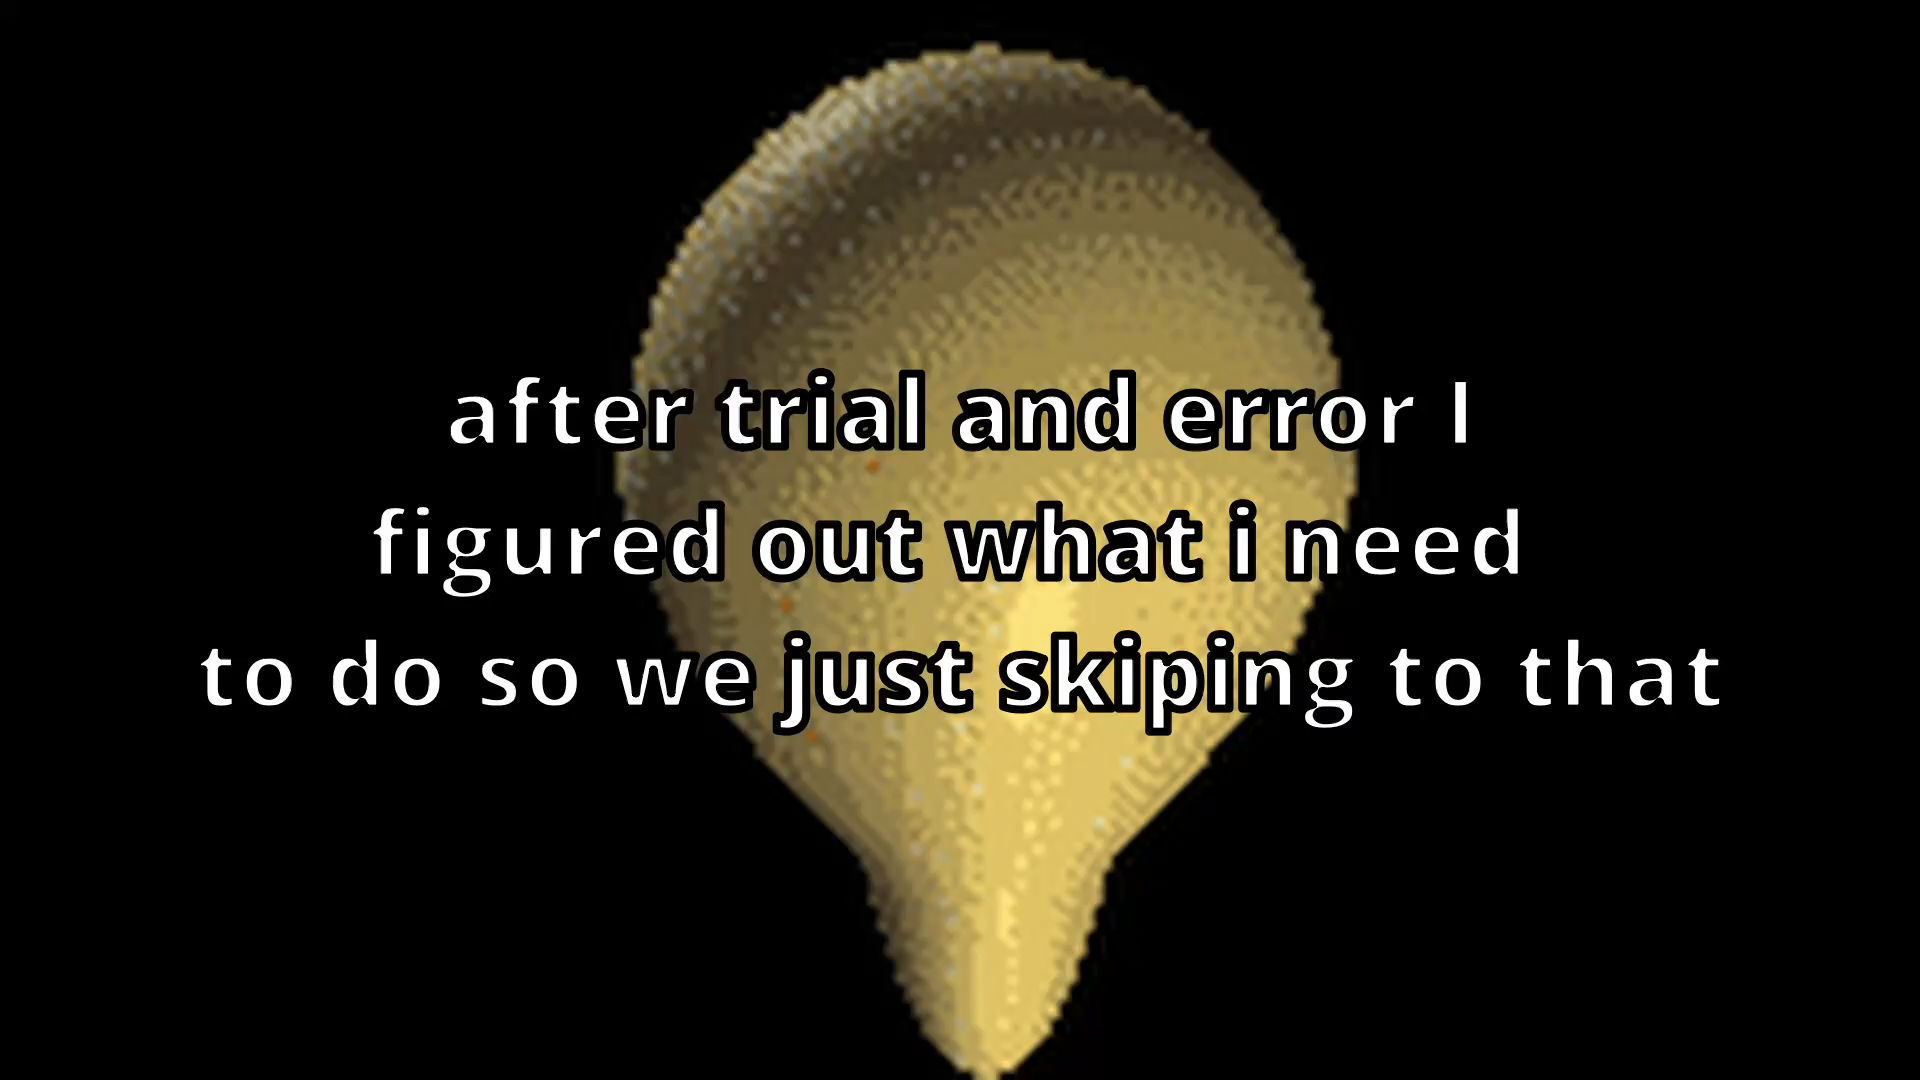 after trial and error I
figured out what i need
to do so we just skiping to that